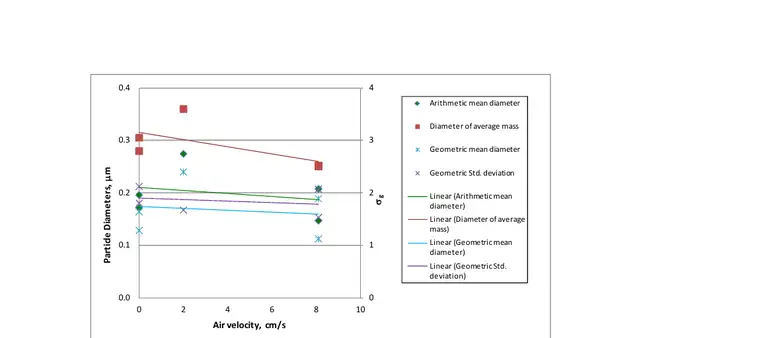 0.4
0.3
0.2
0.1
0.0
Particle Diameters, µm
0 2 4 6 8 10
Air velocity, cm/s
4
3
2
1
0
σg
Arithmetic mean diameter
Diameter of average mass
Geometric mean diameter
Geometric Std. deviation
Linear (Arithmetic mean
diameter)
Linear (Diameter of average
mass)
Linear (Geometric mean
diameter)
Linear (Geometric Std.
deviation)